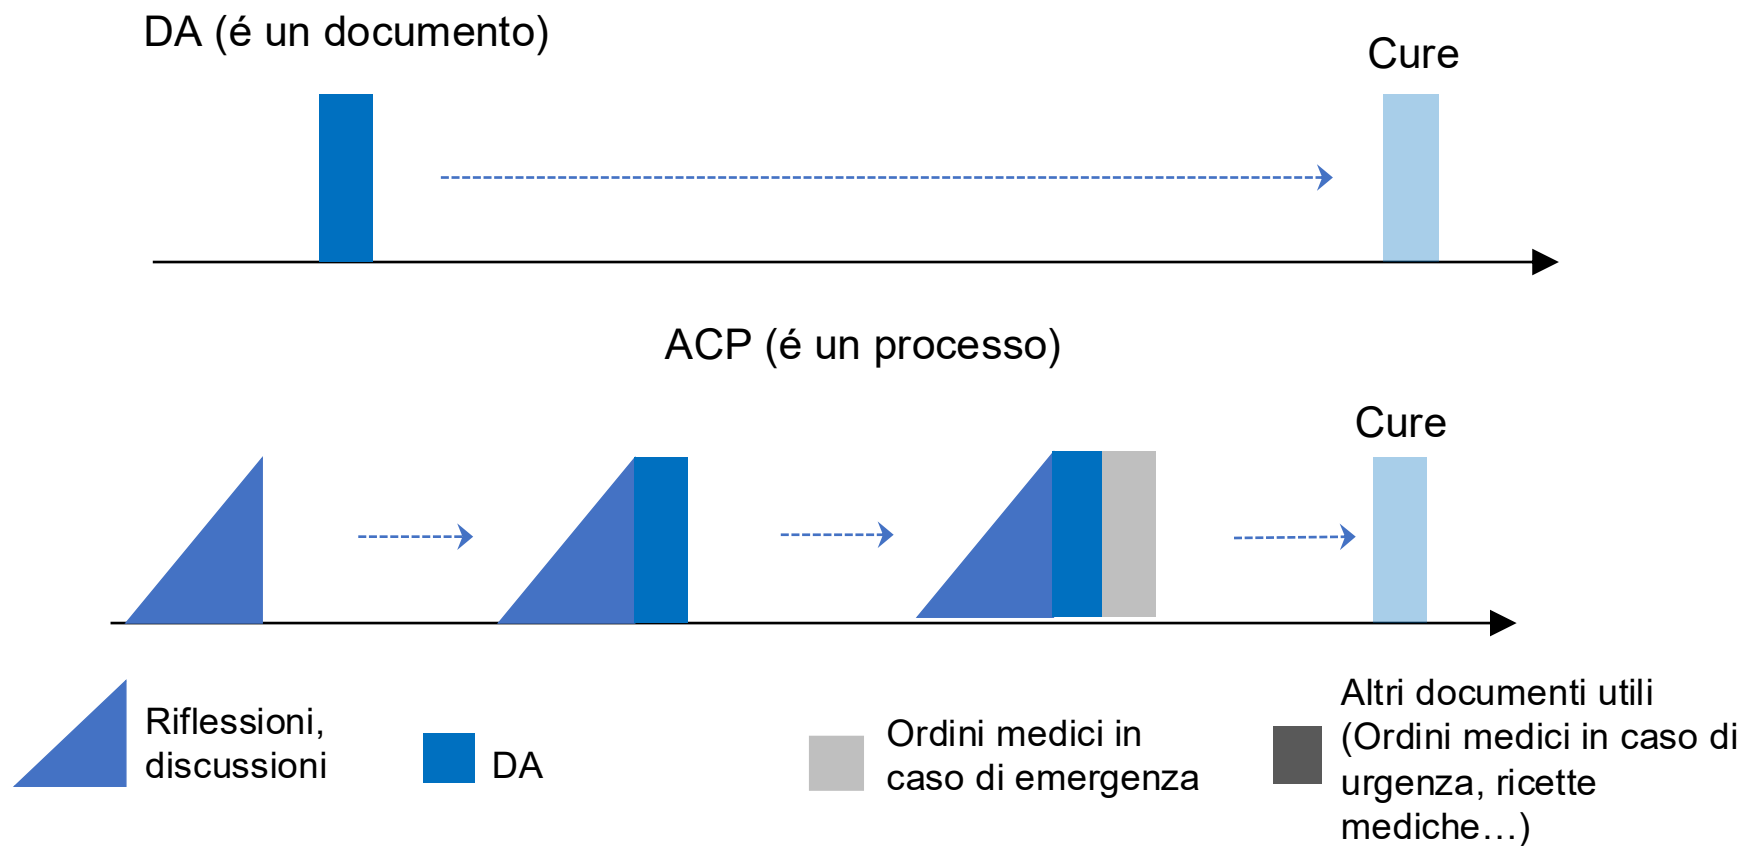 DA (é un documento)
Cure
ACP (é un processo)
Cure
Riflessioni,
discussioni
DA
Ordini medici in
caso di emergenza
Altri documenti utili
(Ordini medici in caso di
urgenza, ricette
mediche…)